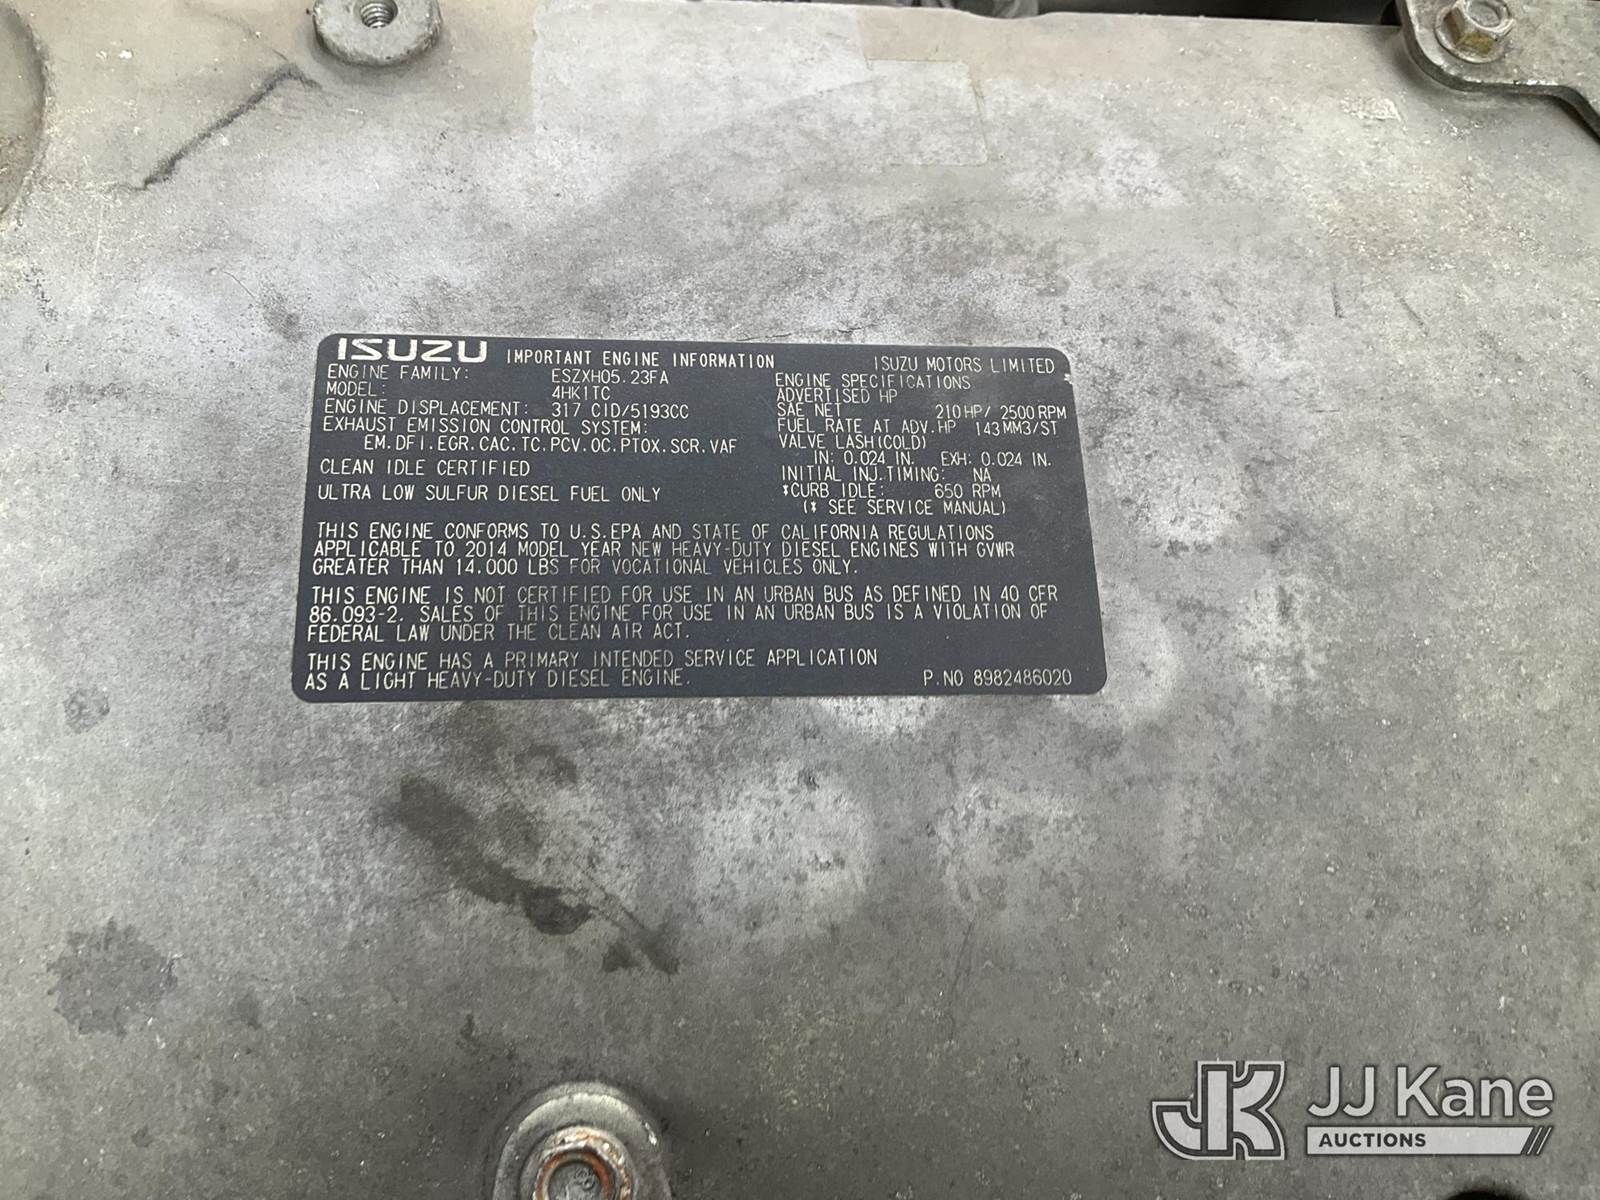 ISUZU IMPORTANT ENGINE INFORMATION ISUZU MOTORS LIMITED
ENGINE FAMILY: ESZXH05.23FA
MODEL: 4HK1TC
ENGINE DISPLACEMENT: 317 CID/5193CC
EXHAUST EMISSION CONTROL SYSTEM:
EM.DFI.EGR.CAC.TC.PCV.OC.PTOX.SCR.VAF
CLEAN IDLE CERTIFIED
ULTRA LOW SULFUR DIESEL FUEL ONLY
ENGINE SPECIFICATIONS
ADVERTISED HP
SAE NET 210HP/ 2500RPM
FUEL RATE AT ADV.HP 143MM3/ST
VALVE LASH(COLD)
IN: 0.024 IN. EXH: 0.024 IN.
INITIAL INJ.TIMING: NA
*CURB IDLE: 650 RPM
(* SEE SERVICE MANUAL)
THIS ENGINE CONFORMS TO U.S.EPA AND STATE OF CALIFORNIA REGULATIONS
APPLICABLE TO 2014 MODEL YEAR NEW HEAVY-DUTY DIESEL ENGINES WITH GVWR
GREATER THAN 14,000 LBS FOR VOCATIONAL VEHICLES ONLY.
THIS ENGINE IS NOT CERTIFIED FOR USE IN AN URBAN BUS AS DEFINED IN 40 CFR
86.093-2. SALES OF THIS ENGINE FOR USE IN AN URBAN BUS IS A VIOLATION OF
FEDERAL LAW UNDER THE CLEAN AIR ACT.
THIS ENGINE HAS A PRIMARY INTENDED SERVICE APPLICATION
AS A LIGHT HEAVY-DUTY DIESEL ENGINE.
P.NO 8982486020
JK JJ Kane
AUCTIONS